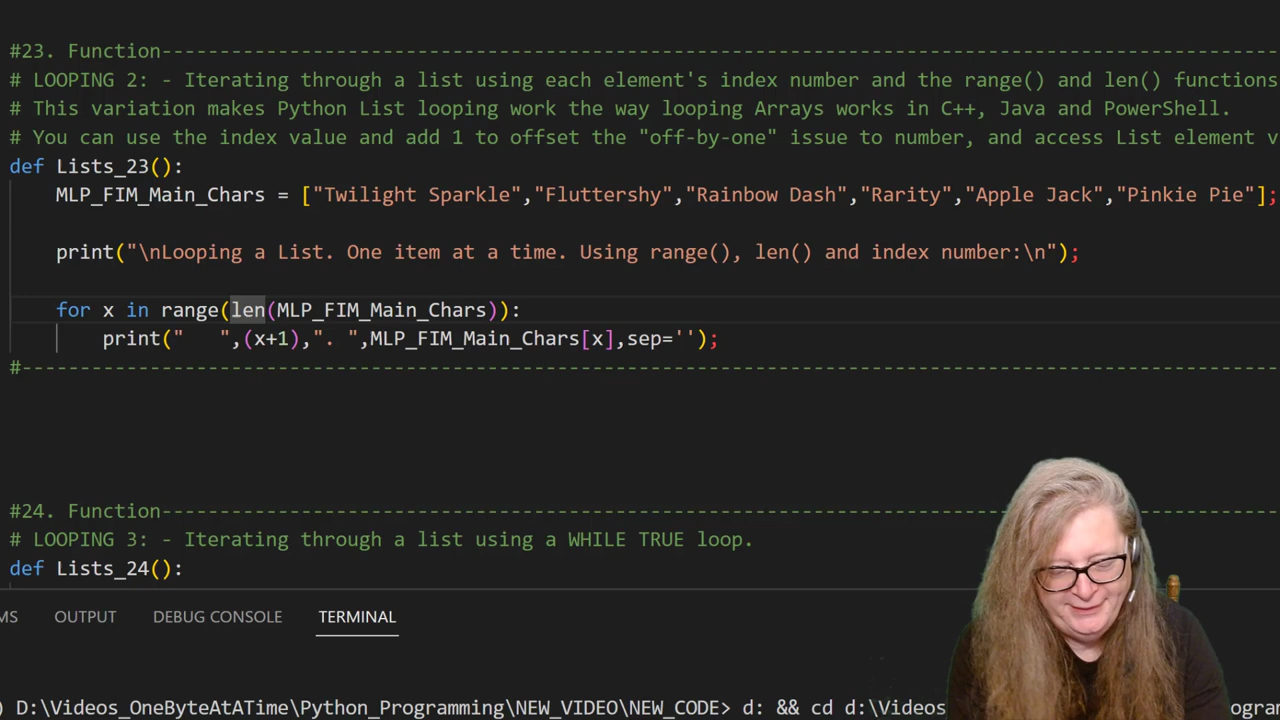 #23. Function-----------------------------------------------------------------------------------------------
# LOOPING 2: - Iterating through a list using each element's index number and the range() and len() functions
# This variation makes Python List looping work the way looping Arrays works in C++, Java and PowerShell.
# You can use the index value and add 1 to offset the "off-by-one" issue to number, and access List element v
def Lists_23():
    MLP_FIM_Main_Chars = ["Twilight Sparkle","Fluttershy","Rainbow Dash","Rarity","Apple Jack","Pinkie Pie"];
    print("\nLooping a List. One item at a time. Using range(), len() and index number:\n");
    for x in range(len(MLP_FIM_Main_Chars)):
        print("   ",(x+1),". ",MLP_FIM_Main_Chars[x],sep='');
#------------------------------------------------------------------------------------------------------------
#24. Function-----------------------------------------------------------------------------------------------
# LOOPING 3: - Iterating through a list using a WHILE TRUE loop.
def Lists_24():
MS OUTPUT DEBUG CONSOLE TERMINAL
) D:\Videos_OneByteAtATime\Python_Programming\NEW_VIDEO\NEW_CODE> d: && cd d:\Videos